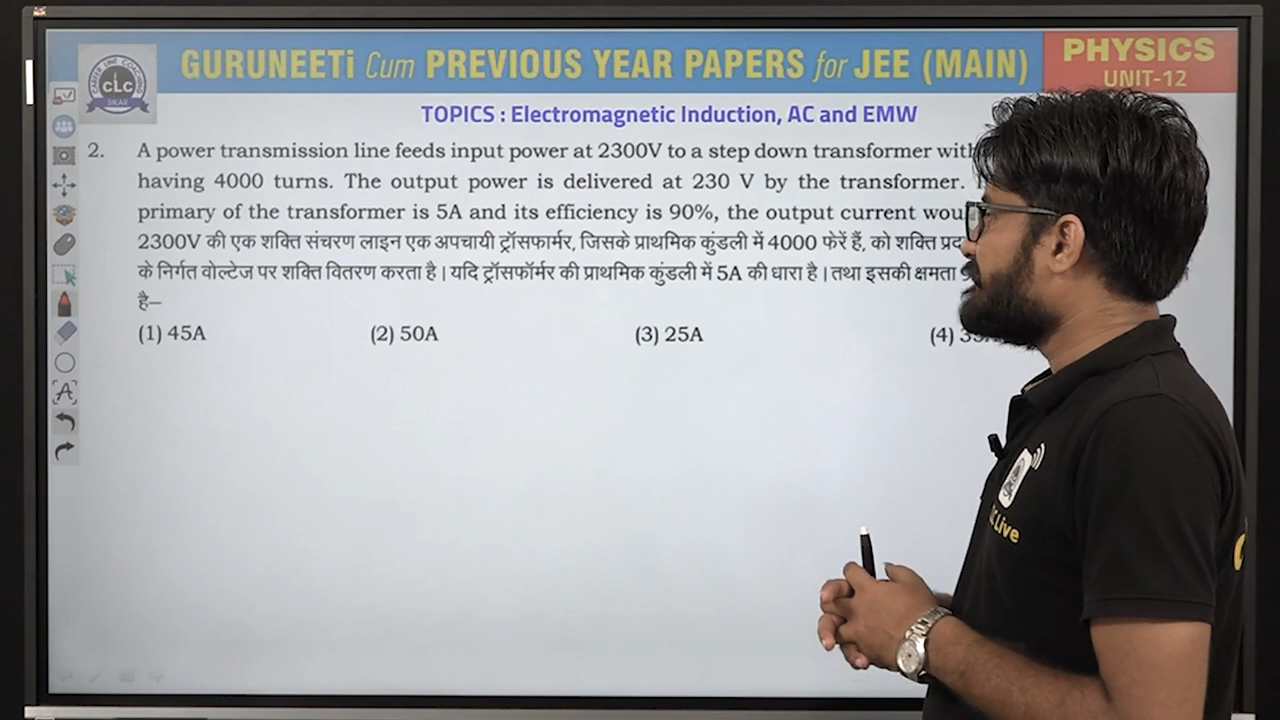 GURUNEETi Cum PREVIOUS YEAR PAPERS for JEE (MAIN)
PHYSICS
UNIT-12
CLC
SIKAR
TOPICS : Electromagnetic Induction, AC and EMW
2. A power transmission line feeds input power at 2300V to a step down transformer with
having 4000 turns. The output power is delivered at 230 V by the transformer.
primary of the transformer is 5A and its efficiency is 90%, the output current
2300V की एक शक्ति संचरण लाइन एक अपचायी ट्रॉसफार्मर, जिसके प्राथमिक कुंडली में 4000 फेरें हैं, को शक्ति
के निर्गत वोल्टेज पर शक्ति वितरण करता है। यदि ट्रॉसफॉर्मर की प्राथमिक कुंडली में 5A की धारा है। तथा इसकी क्षमता
है–
(1) 45A (2) 50A (3) 25A (4)
Live